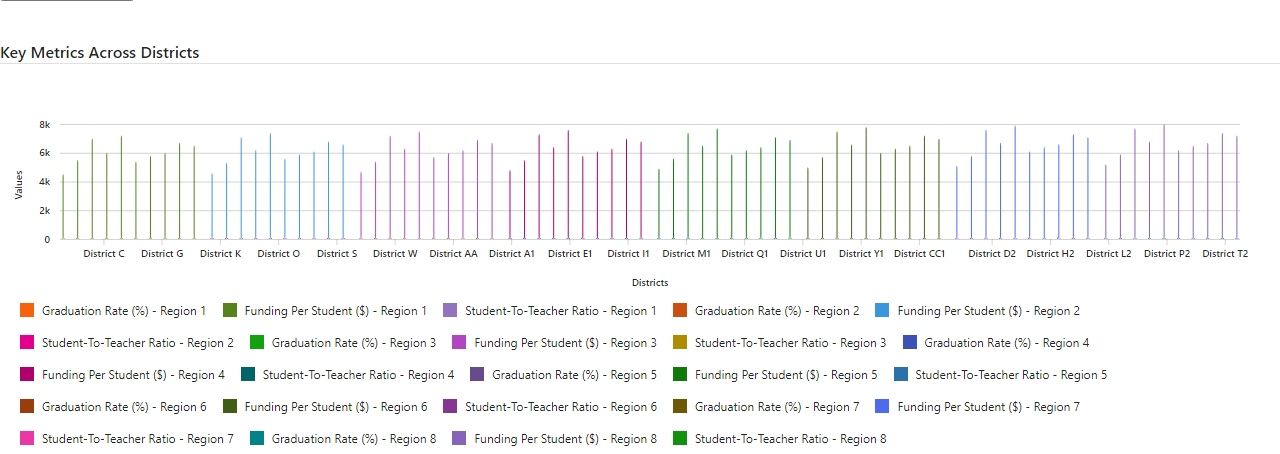 Key Metrics Across Districts
8k
6k
4k
2k
0
Values
District C District G District K District O District S District W District AA District A1 District E1 District I1 District M1 District Q1 District U1 District Y1 District CC1 District D2 District H2 District L2 District P2 District T2
Districts
Graduation Rate (%) - Region 1 Funding Per Student ($) - Region 1 Student-To-Teacher Ratio - Region 1 Graduation Rate (%) - Region 2 Funding Per Student ($) - Region 2
Student-To-Teacher Ratio - Region 2 Graduation Rate (%) - Region 3 Funding Per Student ($) - Region 3 Student-To-Teacher Ratio - Region 3 Graduation Rate (%) - Region 4
Funding Per Student ($) - Region 4 Student-To-Teacher Ratio - Region 4 Graduation Rate (%) - Region 5 Funding Per Student ($) - Region 5 Student-To-Teacher Ratio - Region 5
Graduation Rate (%) - Region 6 Funding Per Student ($) - Region 6 Student-To-Teacher Ratio - Region 6 Graduation Rate (%) - Region 7 Funding Per Student ($) - Region 7
Student-To-Teacher Ratio - Region 7 Graduation Rate (%) - Region 8 Funding Per Student ($) - Region 8 Student-To-Teacher Ratio - Region 8